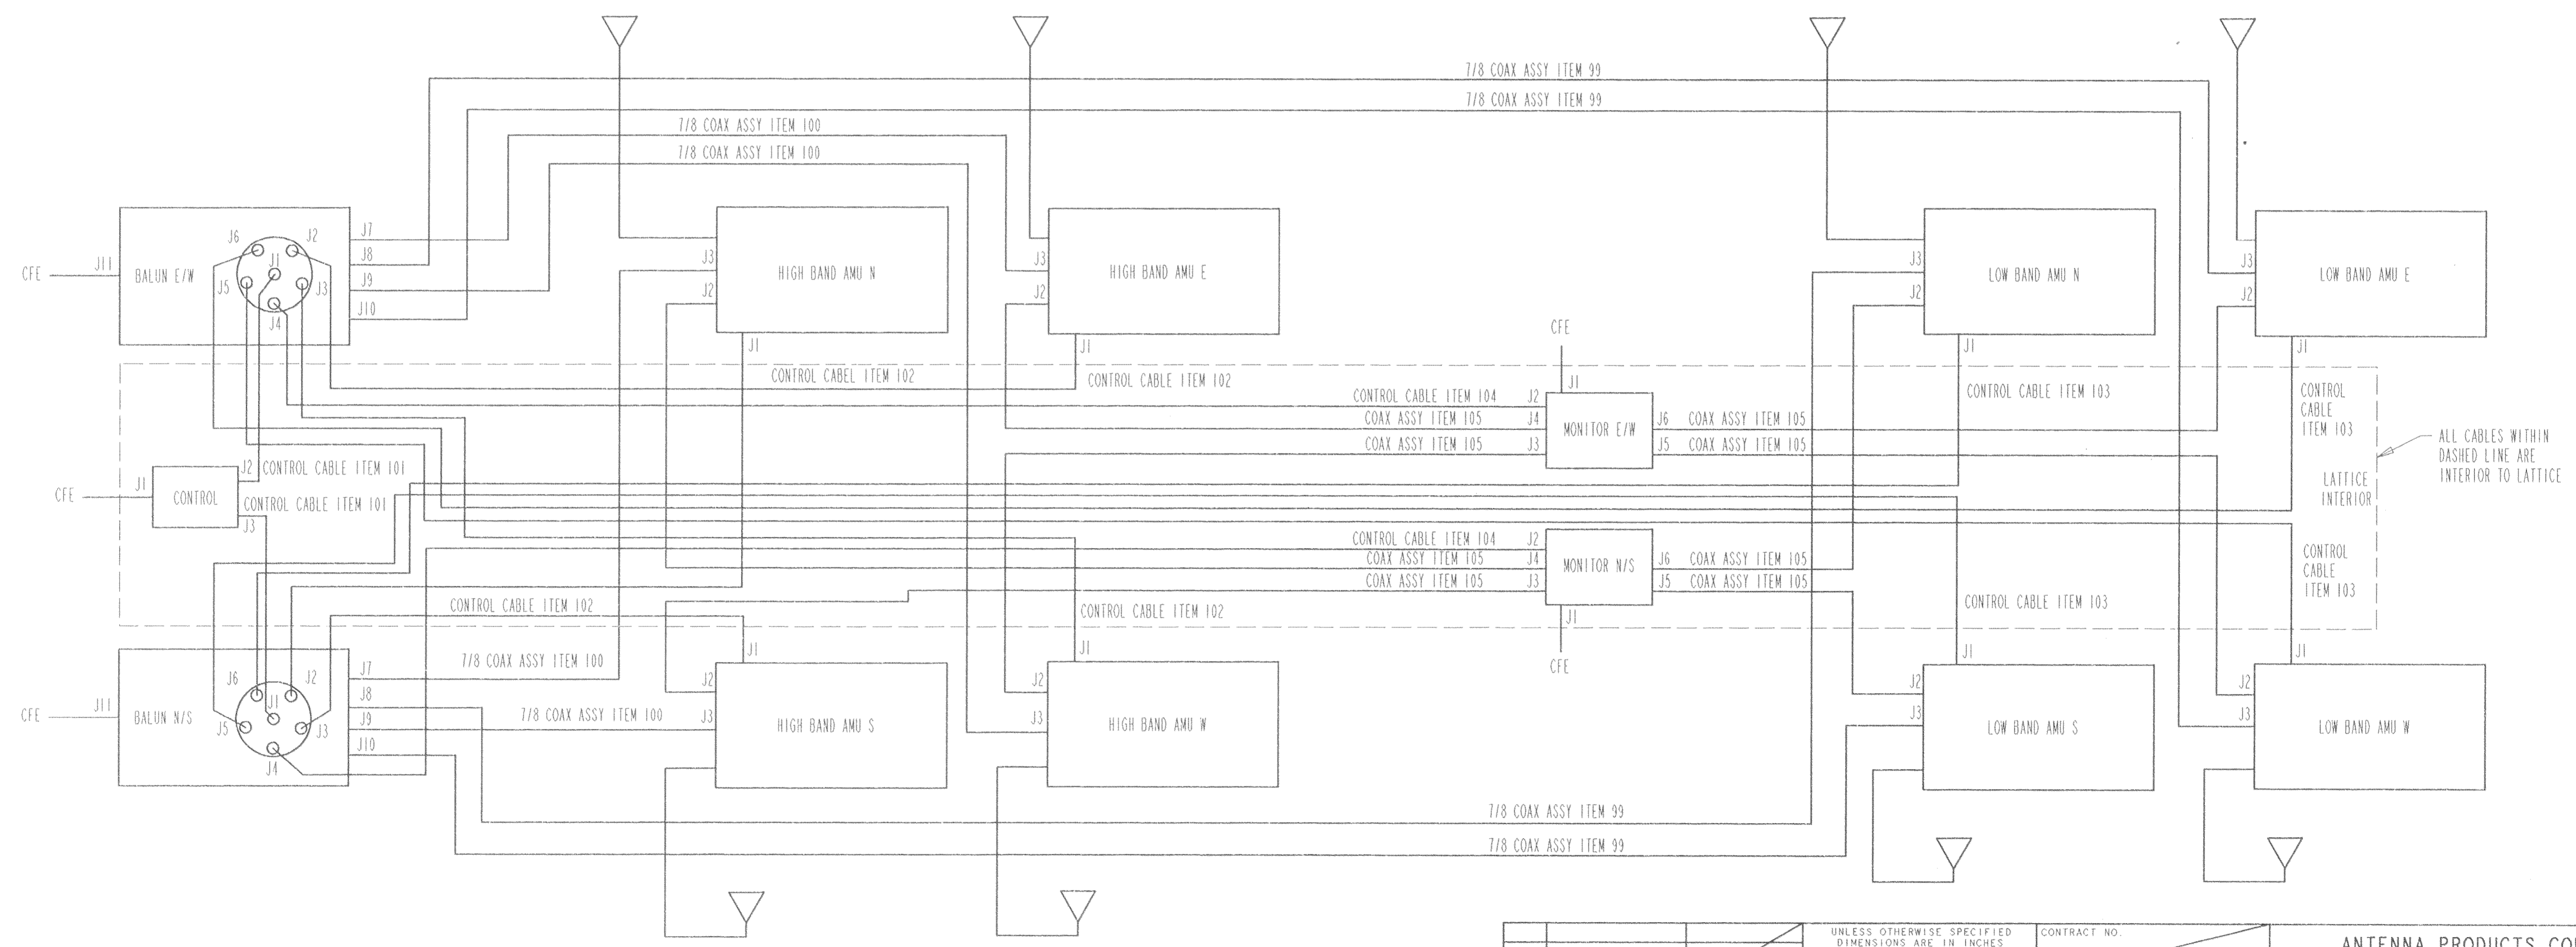 7/8 COAX ASSY ITEM 99
7/8 COAX ASSY ITEM 99
7/8 COAX ASSY ITEM 100
7/8 COAX ASSY ITEM 100
CFE
J11
BALUN E/W
J6
J2
J1
J5
J3
J4
J7
J8
J9
J10
J3
J2
HIGH BAND AMU N
J1
J3
J2
HIGH BAND AMU E
J1
J3
J2
LOW BAND AMU N
J1
J3
J2
LOW BAND AMU E
J1
CONTROL CABEL ITEM 102
CONTROL CABLE ITEM 102
CFE
J1
CONTROL CABLE ITEM 104
J2
COAX ASSY ITEM 105
J4
COAX ASSY ITEM 105
J3
MONITOR E/W
J6
COAX ASSY ITEM 105
J5
COAX ASSY ITEM 105
CONTROL CABLE ITEM 103
CONTROL
CABLE
ITEM 103
ALL CABLES WITHIN
DASHED LINE ARE
INTERIOR TO LATTICE
LATTICE
INTERIOR
CFE
J1
CONTROL
J2
CONTROL CABLE ITEM 101
CONTROL CABLE ITEM 101
J3
CONTROL CABLE ITEM 104
J2
COAX ASSY ITEM 105
J4
COAX ASSY ITEM 105
J3
MONITOR N/S
J6
COAX ASSY ITEM 105
J5
COAX ASSY ITEM 105
J1
CFE
CONTROL
CABLE
ITEM 103
CONTROL CABLE ITEM 102
CONTROL CABLE ITEM 102
CONTROL CABLE ITEM 103
CFE
J11
BALUN N/S
J6
J2
J1
J5
J3
J4
J7
J8
J9
J10
7/8 COAX ASSY ITEM 100
7/8 COAX ASSY ITEM 100
J1
J2
J3
HIGH BAND AMU S
J1
J2
J3
HIGH BAND AMU W
J1
J2
J3
LOW BAND AMU S
J1
J2
J3
LOW BAND AMU W
7/8 COAX ASSY ITEM 99
7/8 COAX ASSY ITEM 99
UNLESS OTHERWISE SPECIFIED
DIMENSIONS ARE IN INCHES
CONTRACT NO.
ANTENNA PRODUCTS CO